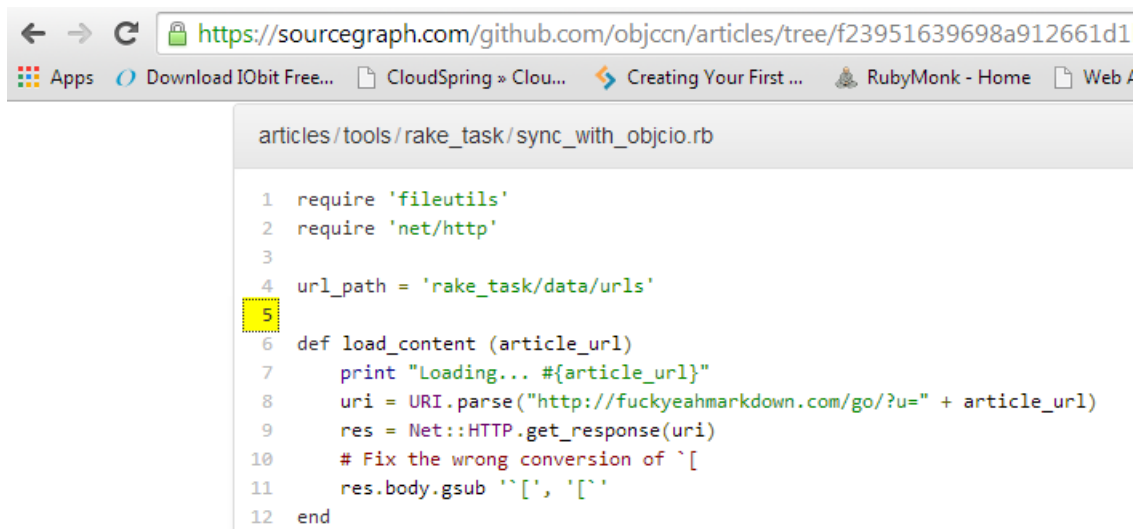 https://sourcegraph.com/github.com/objccn/articles/tree/f23951639698a912661d1
Apps Download IObit Free... CloudSpring » Clou... Creating Your First ... RubyMonk - Home Web A
articles/tools/rake_task/sync_with_objcio.rb
1 require 'fileutils'
2 require 'net/http'
3
4 url_path = 'rake_task/data/urls'
5
6 def load_content (article_url)
7     print "Loading... #{article_url}"
8     uri = URI.parse("http://fuckyeahmarkdown.com/go/?u=" + article_url)
9     res = Net::HTTP.get_response(uri)
10     # Fix the wrong conversion of `[
11     res.body.gsub '`[', '[`'
12 end